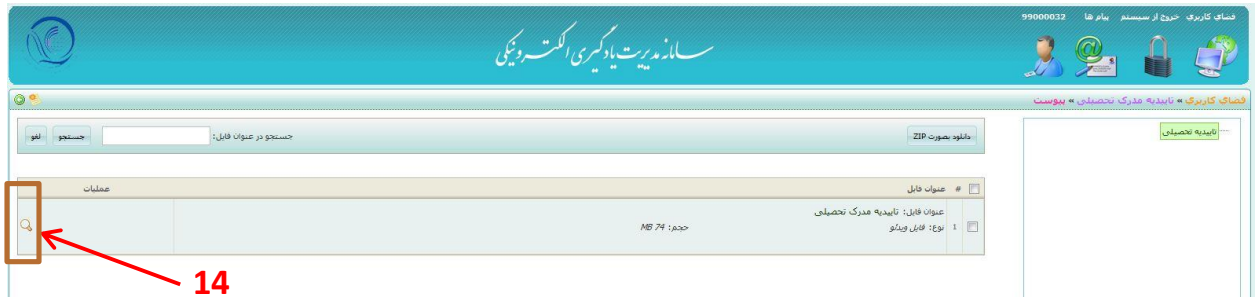 فضای کاربری خروج از سیستم پیام ها 99000032
سامانه مدیریت یادگیری الکترونیکی
فضای کاربری » تاییدیه مدرک تحصیلی » پیوست
تاییدیه تحصیلی
دانلود بصورت ZIP
جستجو در عنوان فایل:
جستجو
لغو
# عنوان فایل عملیات
عنوان فایل: تاییدیه مدرک تحصیلی
1 نوع: فایل ویدئو حجم: 74 MB
14